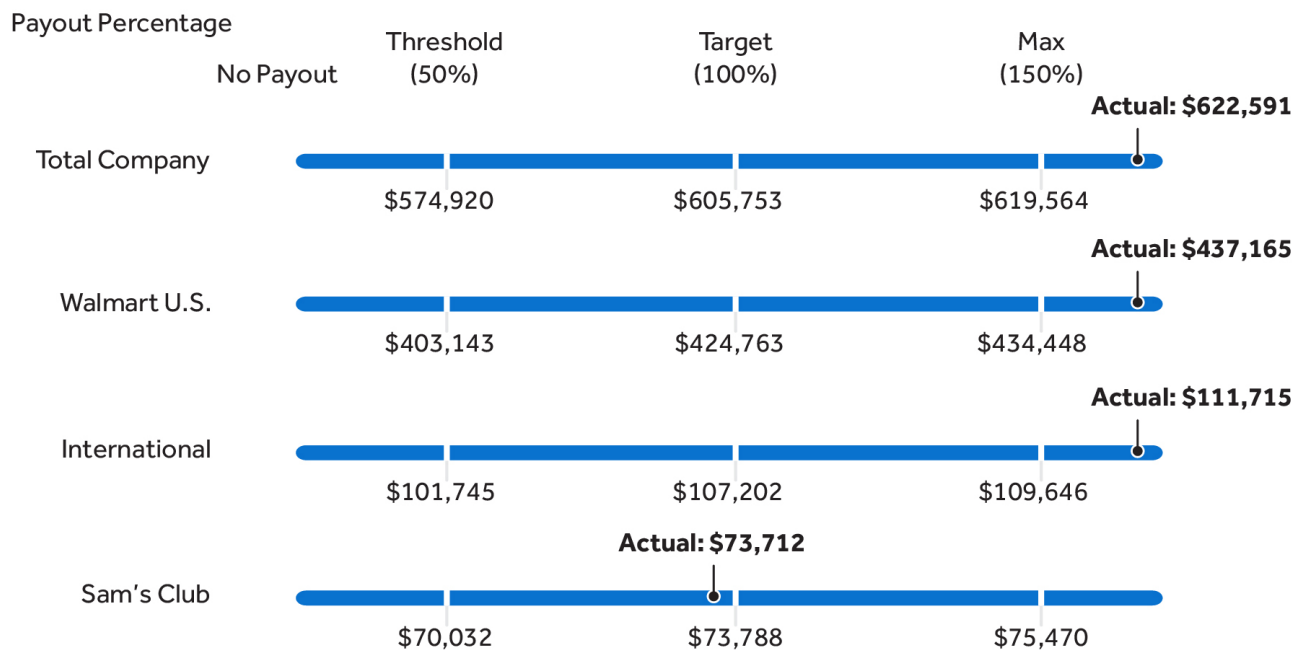 Payout Percentage
No Payout
Threshold
(50%)
Target
(100%)
Max
(150%)
Actual: $622,591
Total Company
$574,920
$605,753
$619,564
Actual: $437,165
Walmart U.S.
$403,143
$424,763
$434,448
Actual: $111,715
International
$101,745
$107,202
$109,646
Actual: $73,712
Sam's Club
$70,032
$73,788
$75,470